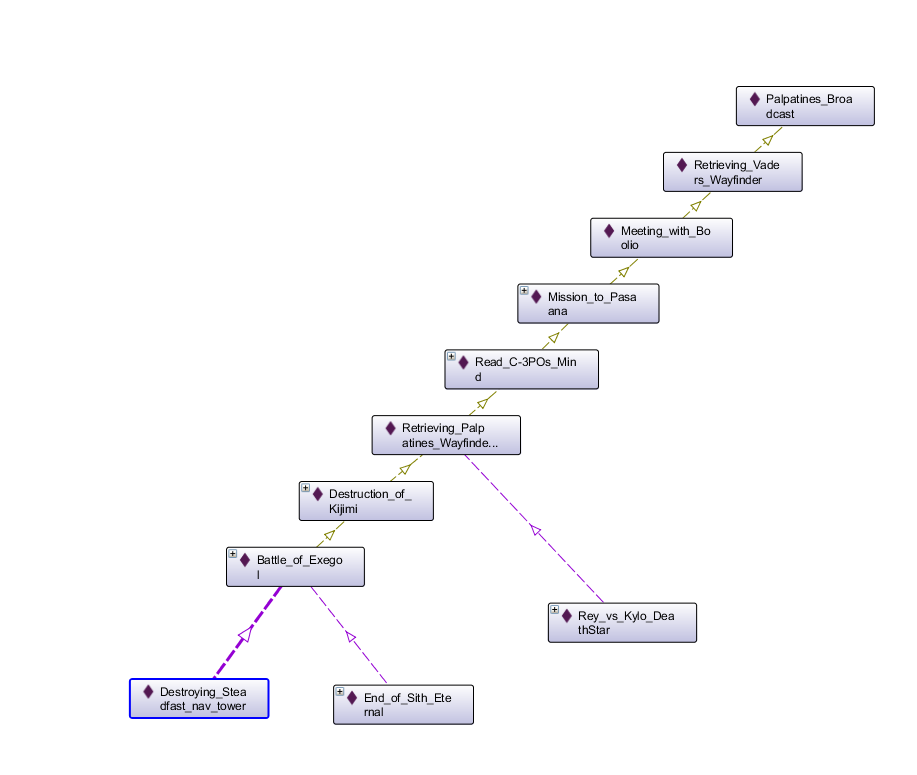 Palpatines_Broa
dcast
Retrieving_Vade
rs_Wayfinder
Meeting_with_Bo
olio
Mission_to_Pasa
ana
Read_C-3POs_Min
d
Retrieving_Palp
atines_Wayfinde...
Destruction_of_
Kijimi
Battle_of_Exego
l
Rey_vs_Kylo_Dea
thStar
Destroying_Stea
dfast_nav_tower
End_of_Sith_Ete
rnal